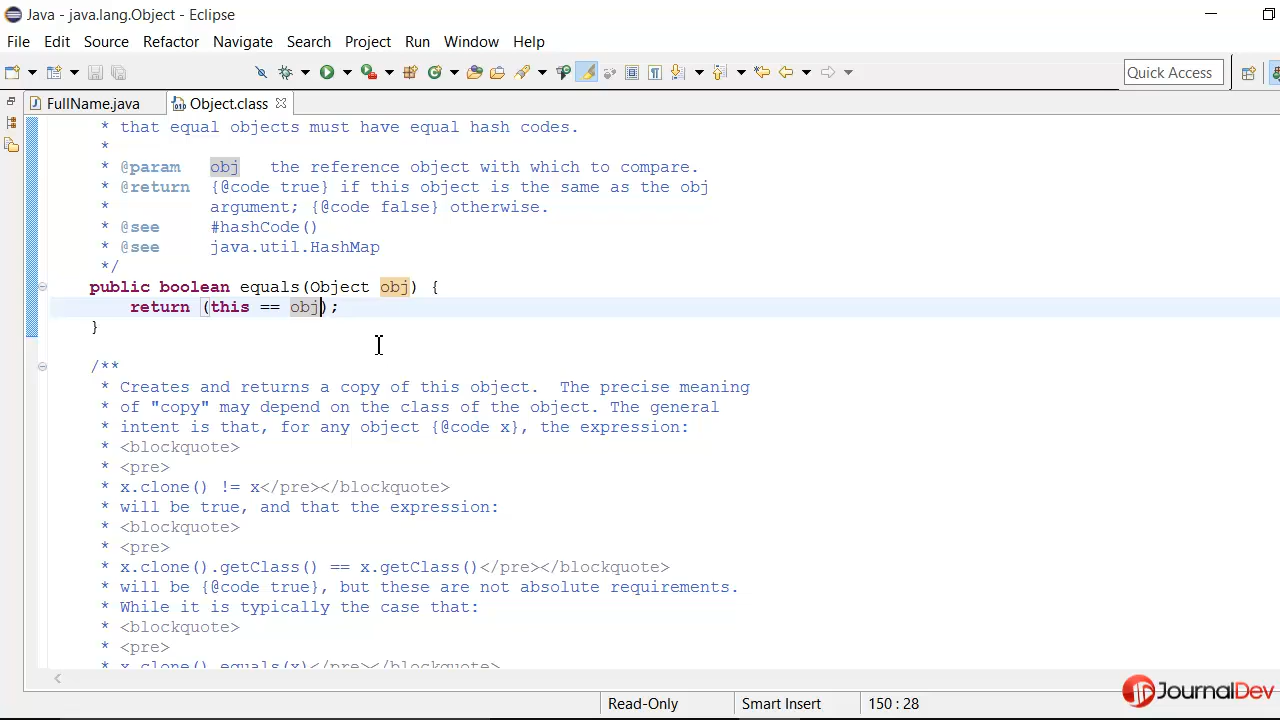 Java - java.lang.Object - Eclipse
File Edit Source Refactor Navigate Search Project Run Window Help
Quick Access
FullName.java Object.class
* that equal objects must have equal hash codes.
*
* @param obj the reference object with which to compare.
* @return {@code true} if this object is the same as the obj
* argument; {@code false} otherwise.
* @see #hashCode()
* @see java.util.HashMap
*/
public boolean equals(Object obj) {
return (this == obj);
}
/**
* Creates and returns a copy of this object. The precise meaning
* of "copy" may depend on the class of the object. The general
* intent is that, for any object {@code x}, the expression:
* <blockquote>
* <pre>
* x.clone() != x</pre></blockquote>
* will be true, and that the expression:
* <blockquote>
* <pre>
* x.clone().getClass() == x.getClass()</pre></blockquote>
* will be {@code true}, but these are not absolute requirements.
* While it is typically the case that:
* <blockquote>
* <pre>
* x.clone().equals(x)</pre></blockquote>
Read-Only Smart Insert 150 : 28
JournalDev